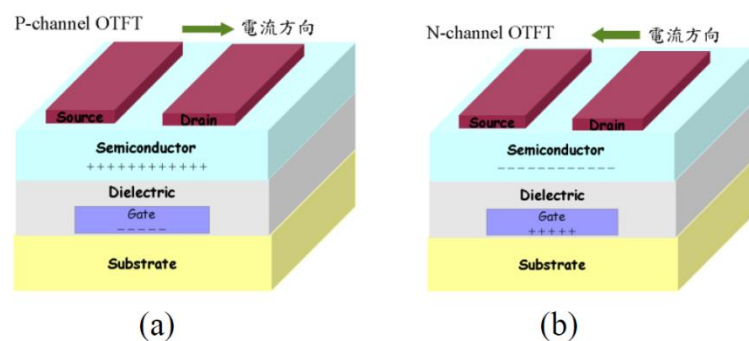 P-channel OTFT
電流方向
Source
Drain
Semiconductor
+++++++++++
Dielectric
Gate
－－－－－
Substrate
(a)
N-channel OTFT
電流方向
Source
Drain
Semiconductor
－－－－－－－－－－－
Dielectric
Gate
+++++
Substrate
(b)